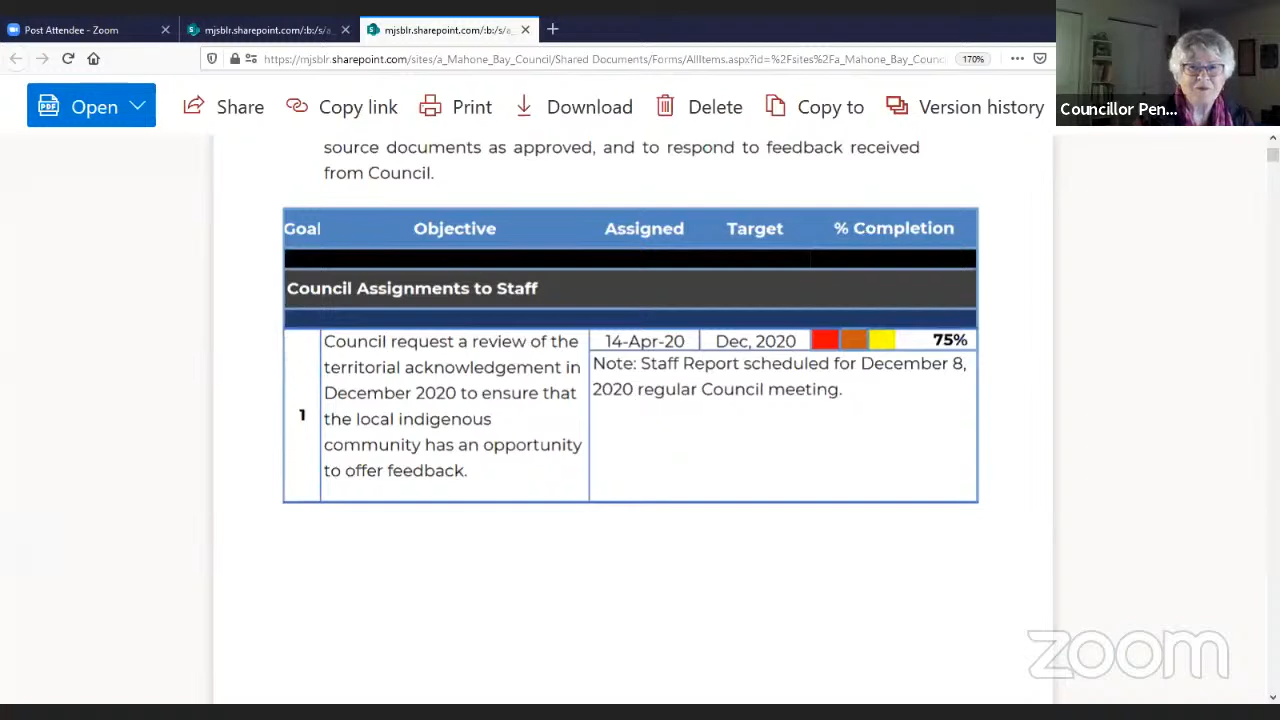 Post Attendee - Zoom
mjsblr.sharepoint.com/:b:/s/a_
mjsblr.sharepoint.com/:b:/s/a_
https://mjsblr.sharepoint.com/sites/a_Mahone_Bay_Council/Shared Documents/Forms/AllItems.aspx?id=%2Fsites%2Fa_Mahone_Bay_Counc
170%
Open
Share
Copy link
Print
Download
Delete
Copy to
Version history
Councillor Pen...
source documents as approved, and to respond to feedback received
from Council.
Goal Objective Assigned Target % Completion
Council Assignments to Staff
1
Council request a review of the
territorial acknowledgement in
December 2020 to ensure that
the local indigenous
community has an opportunity
to offer feedback.
14-Apr-20 Dec, 2020 75%
Note: Staff Report scheduled for December 8,
2020 regular Council meeting.
zoom